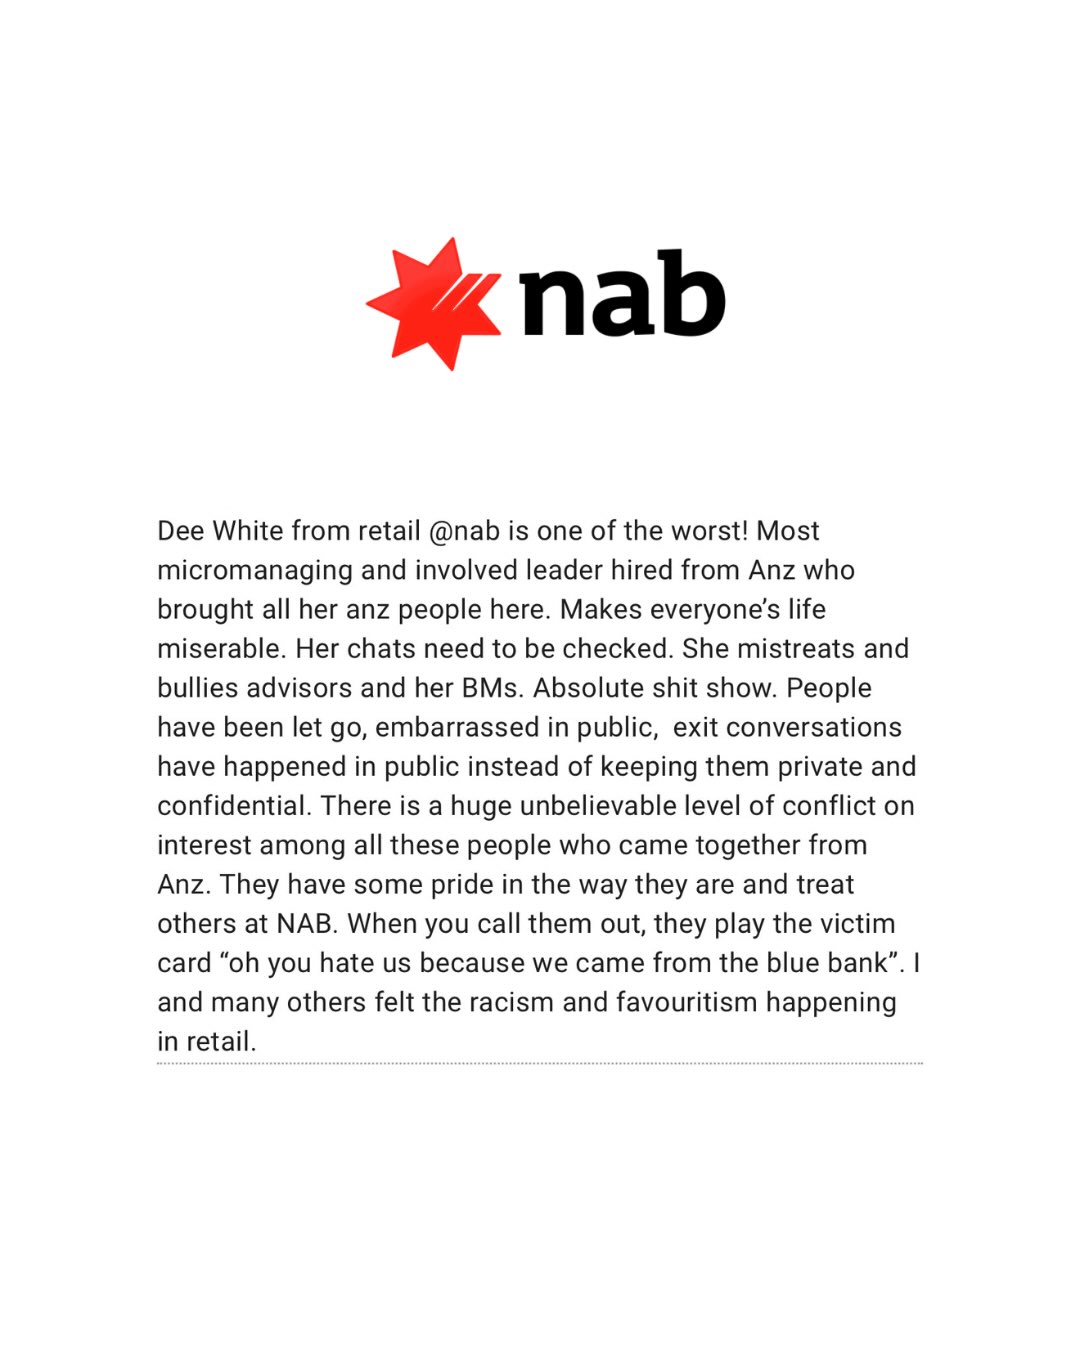 nab
Dee White from retail @nab is one of the worst! Most
micromanaging and involved leader hired from Anz who
brought all her anz people here. Makes everyone’s life
miserable. Her chats need to be checked. She mistreats and
bullies advisors and her BMs. Absolute shit show. People
have been let go, embarrassed in public,  exit conversations
have happened in public instead of keeping them private and
confidential. There is a huge unbelievable level of conflict on
interest among all these people who came together from
Anz. They have some pride in the way they are and treat
others at NAB. When you call them out, they play the victim
card “oh you hate us because we came from the blue bank”. I
and many others felt the racism and favouritism happening
in retail.